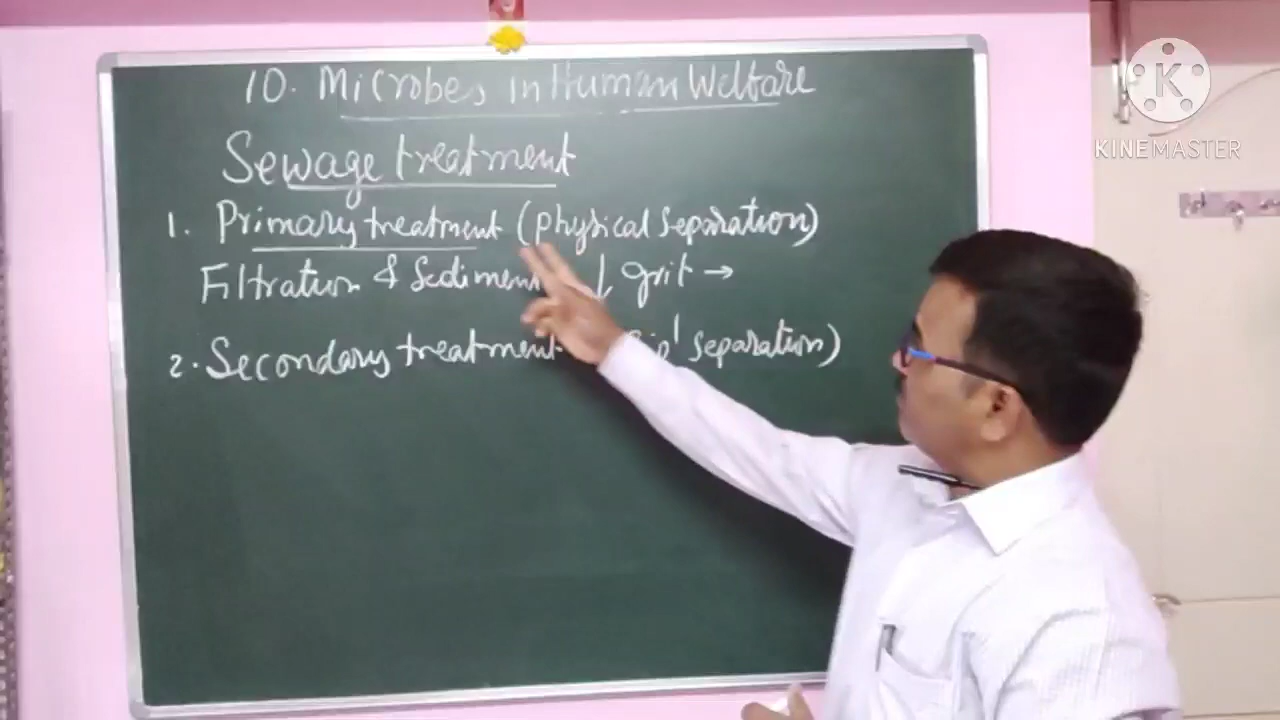 10. Microbes in Human Welfare
Sewage treatment
1. Primary treatment (Physical Separation)
Filtration & Sediment grit →
2. Secondary treatment separation)
KINEMASTER